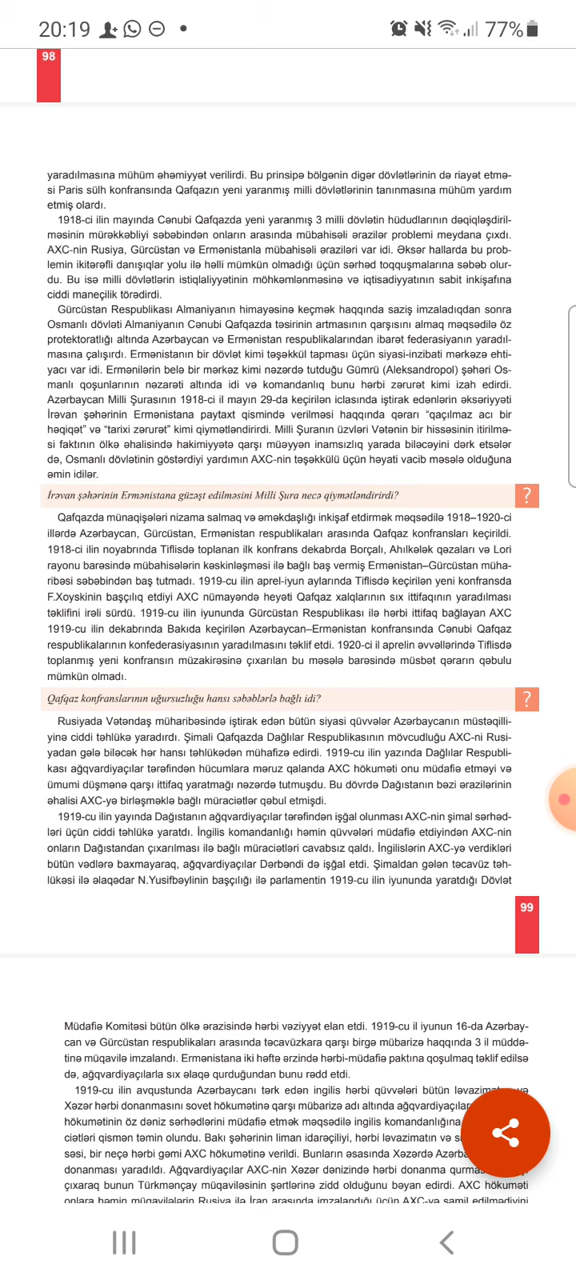 20:19
77%
98
yaradılmasına mühüm əhəmiyyət verilirdi. Bu prinsipə bölgənin digər dövlətlərinin də riayət etmə-
si Paris sülh konfransında Qafqazın yeni yaranmış milli dövlətlərinin tanınmasına mühüm yardım
etmiş olardı.
1918-ci ilin mayında Cənubi Qafqazda yeni yaranmış 3 milli dövlətin hüdudlarının dəqiqləşdiril-
məsinin mürəkkəbliyi səbəbindən onların arasında mübahisəli ərazilər problemi meydana çıxdı.
AXC-nin Rusiya, Gürcüstan və Ermənistanla mübahisəli əraziləri var idi. Əksər hallarda bu prob-
lemin ikitərəfli danışıqlar yolu ilə həlli mümkün olmadığı üçün sərhəd toqquşmalarına səbəb olur-
du. Bu isə milli dövlətlərin istiqlaliyyətinin möhkəmlənməsinə və iqtisadiyyatının sabit inkişafına
ciddi maneçilik törədirdi.
Gürcüstan Respublikası Almaniyanın himayəsinə keçmək haqqında saziş imzaladıqdan sonra
Osmanlı dövləti Almaniyanın Cənubi Qafqazda təsirinin artmasının qarşısını almaq məqsədilə öz
protektoratlığı altında Azərbaycan və Ermənistan respublikalarından ibarət federasiyanın yaradıl-
masına çalışırdı. Ermənistanın bir dövlət kimi təşəkkül tapması üçün siyasi-inzibati mərkəzə ehti-
yacı var idi. Ermənilərin belə bir mərkəz kimi nəzərdə tutduğu Gümrü (Aleksandropol) şəhəri Os-
manlı qoşunlarının nəzarəti altında idi və komandanlıq bunu hərbi zərurət kimi izah edirdi.
Azərbaycan Milli Şurasının 1918-ci il mayın 29-da keçirilən iclasında iştirak edənlərin əksəriyyəti
İrəvan şəhərinin Ermənistana paytaxt qismində verilməsi haqqında qərarı “qaçılmaz acı bir
həqiqət” və “tarixi zərurət” kimi qiymətləndirirdi. Milli Şuranın üzvləri Vətənin bir hissəsinin itirilmə-
si faktının ölkə əhalisində hakimiyyətə qarşı müəyyən inamsızlıq yarada biləcəyini dərk etsələr
də, Osmanlı dövlətinin göstərdiyi yardımın AXC-nin təşəkkülü üçün həyati vacib məsələ olduğuna
əmin idilər.
İrəvan şəhərinin Ermənistana güzəşt edilməsini Milli Şura necə qiymətləndirirdi?
?
Qafqazda münaqişələri nizama salmaq və əməkdaşlığı inkişaf etdirmək məqsədilə 1918–1920-ci
illərdə Azərbaycan, Gürcüstan, Ermənistan respublikaları arasında Qafqaz konfransları keçirildi.
1918-ci ilin noyabrında Tiflisdə toplanan ilk konfrans dekabrda Borçalı, Ahılkələk qəzaları və Lori
rayonu barəsində mübahisələrin kəskinləşməsi ilə bağlı baş vermiş Ermənistan–Gürcüstan müha-
ribəsi səbəbindən baş tutmadı. 1919-cu ilin aprel-iyun aylarında Tiflisdə keçirilən yeni konfransda
F.Xoyskinin başçılıq etdiyi AXC nümayəndə heyəti Qafqaz xalqlarının sıx ittifaqının yaradılması
təklifini irəli sürdü. 1919-cu ilin iyununda Gürcüstan Respublikası ilə hərbi ittifaq bağlayan AXC
1919-cu ilin dekabrında Bakıda keçirilən Azərbaycan–Ermənistan konfransında Cənubi Qafqaz
respublikalarının konfederasiyasının yaradılmasını təklif etdi. 1920-ci il aprelin əvvəllərində Tiflisdə
toplanmış yeni konfransın müzakirəsinə çıxarılan bu məsələ barəsində müsbət qərarın qəbulu
mümkün olmadı.
Qafqaz konfranslarının uğursuzluğu hansı səbəblərlə bağlı idi?
?
Rusiyada Vətəndaş müharibəsində iştirak edən bütün siyasi qüvvələr Azərbaycanın müstəqilli-
yinə ciddi təhlükə yaradırdı. Şimali Qafqazda Dağlılar Respublikasının mövcudluğu AXC-ni Rusi-
yadan gələ biləcək hər hansı təhlükədən mühafizə edirdi. 1919-cu ilin yazında Dağlılar Respubli-
kası ağqvardiyaçılar tərəfindən hücumlara məruz qalanda AXC hökuməti onu müdafiə etməyi və
ümumi düşmənə qarşı ittifaq yaratmağı nəzərdə tutmuşdu. Bu dövrdə Dağıstanın bəzi ərazilərinin
əhalisi AXC-yə birləşməklə bağlı müraciətlər qəbul etmişdi.
1919-cu ilin yayında Dağıstanın ağqvardiyaçılar tərəfindən işğal olunması AXC-nin şimal sərhəd-
ləri üçün ciddi təhlükə yaratdı. İngilis komandanlığı həmin qüvvələri müdafiə etdiyindən AXC-nin
onların Dağıstandan çıxarılması ilə bağlı müraciətləri cavabsız qaldı. İngilislərin AXC-yə verdikləri
bütün vədlərə baxmayaraq, ağqvardiyaçılar Dərbəndi də işğal etdi. Şimaldan gələn təcavüz təh-
lükəsi ilə əlaqədar N.Yusifbəylinin başçılığı ilə parlamentin 1919-cu ilin iyununda yaratdığı Dövlət
99
Müdafiə Komitəsi bütün ölkə ərazisində hərbi vəziyyət elan etdi. 1919-cu il iyunun 16-da Azərbay-
can və Gürcüstan respublikaları arasında təcavüzkara qarşı birgə mübarizə haqqında 3 il müddə-
tinə müqavilə imzalandı. Ermənistana iki həftə ərzində hərbi-müdafiə paktına qoşulmaq təklif edilsə
də, ağqvardiyaçılarla sıx əlaqə qurduğundan bunu rədd etdi.
1919-cu ilin avqustunda Azərbaycanı tərk edən ingilis hərbi qüvvələri bütün
Xəzər hərbi donanmasını sovet hökumətinə qarşı mübarizə adı altında
hökumətinin öz dəniz sərhədlərini müdafiə etmək məqsədilə ingilis komandanlığına
ciətləri qismən təmin olundu. Bakı şəhərinin liman idarəçiliyi, hərbi ləvazimatın və
səsi, bir neçə hərbi gəmi AXC hökumətinə verildi. Bunların əsasında Xəzərdə
donanması yaradıldı. Ağqvardiyaçılar AXC-nin Xəzər dənizində hərbi donanma
çıxaraq bunun Türkmənçay müqaviləsinin şərtlərinə zidd olduğunu bəyan edirdi. AXC hökuməti
onlara həmin müqavilələrin Rusiya ilə İran arasında imzalandığı üçün AXC-yə şamil edilmədiyini